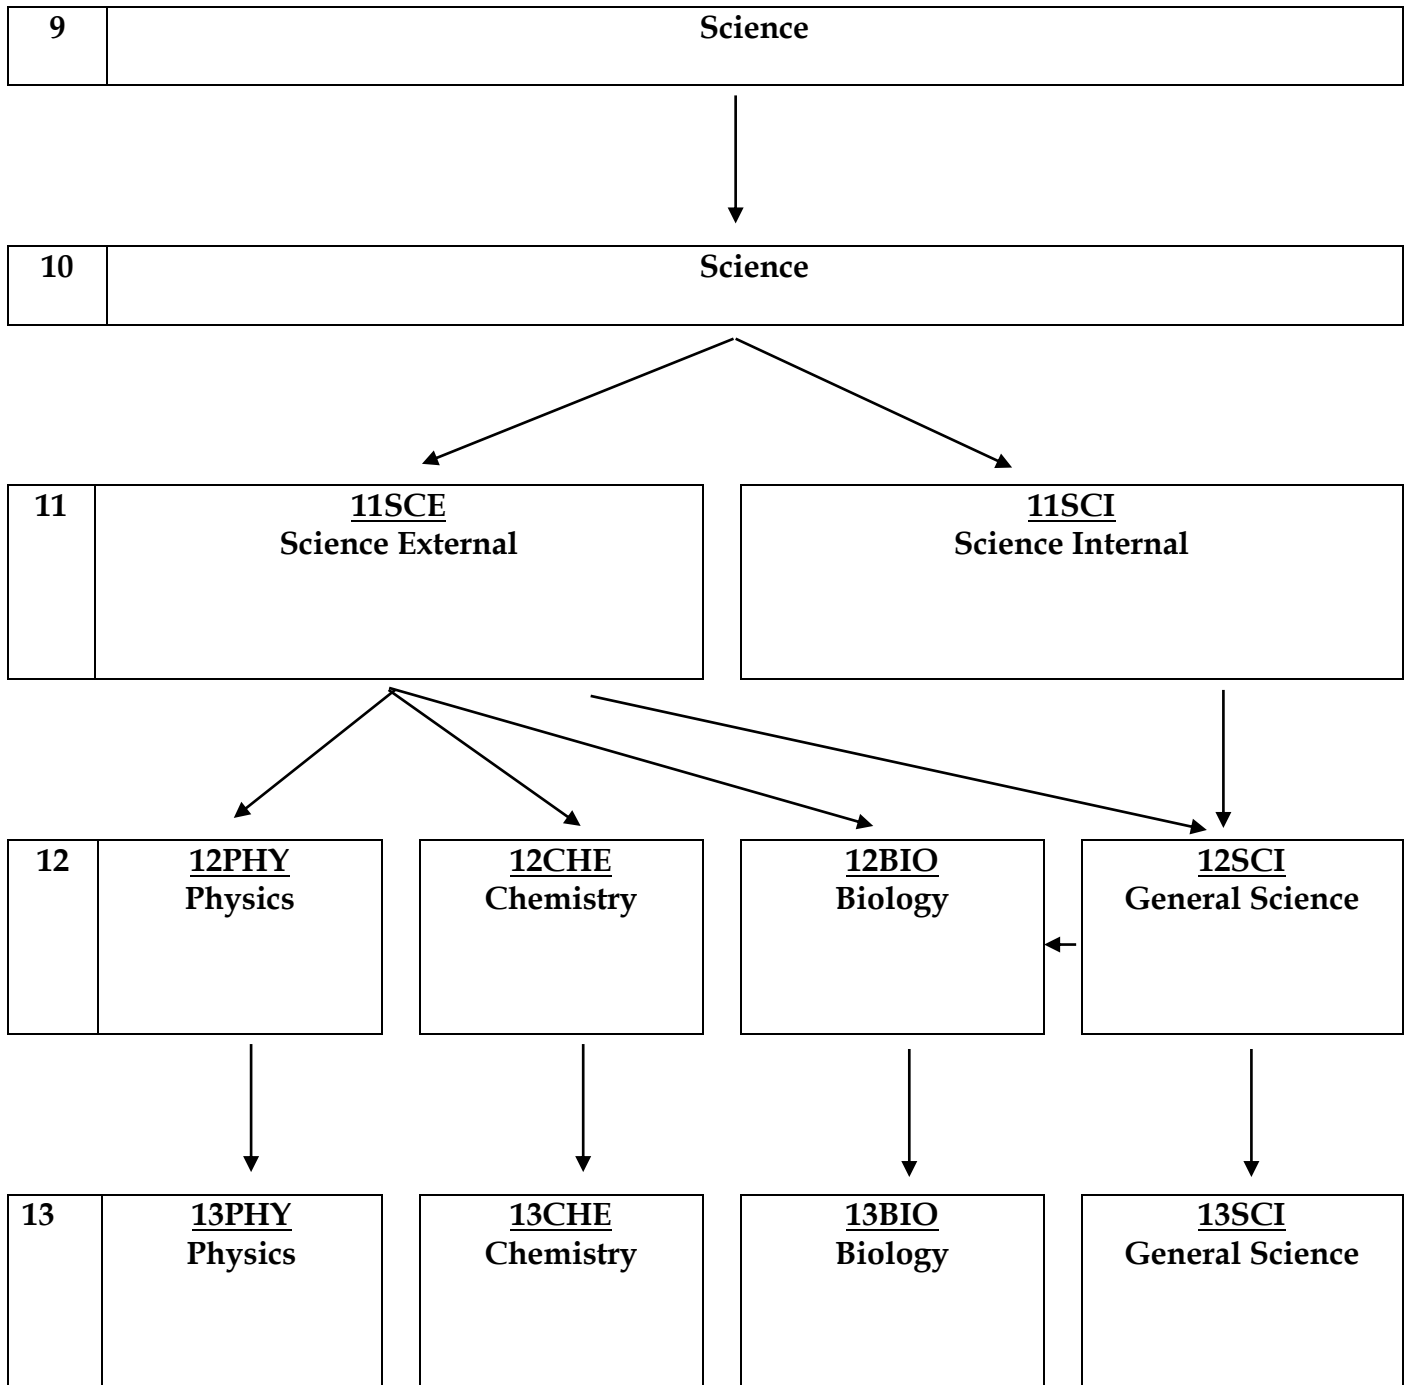 9 Science
10 Science
11 11SCE 11SCI
Science External Science Internal
12 12PHY 12CHE 12BIO 12SCI
Physics Chemistry Biology General Science
13 13PHY 13CHE 13BIO 13SCI
Physics Chemistry Biology General Science